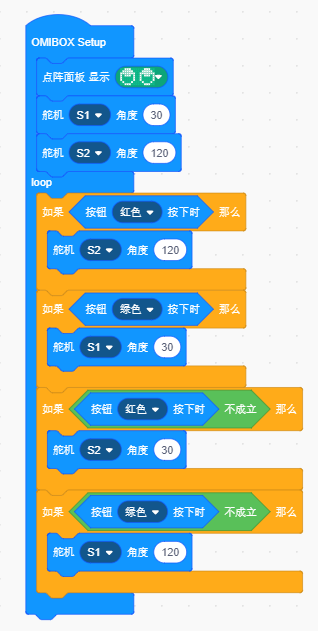 OMIBOX Setup
点阵面板 显示
舵机 S1 角度 30
舵机 S2 角度 120
loop
如果 按钮 红色 按下时 那么
舵机 S2 角度 120
如果 按钮 绿色 按下时 那么
舵机 S1 角度 30
如果 按钮 红色 按下时 不成立 那么
舵机 S2 角度 30
如果 按钮 绿色 按下时 不成立 那么
舵机 S1 角度 120